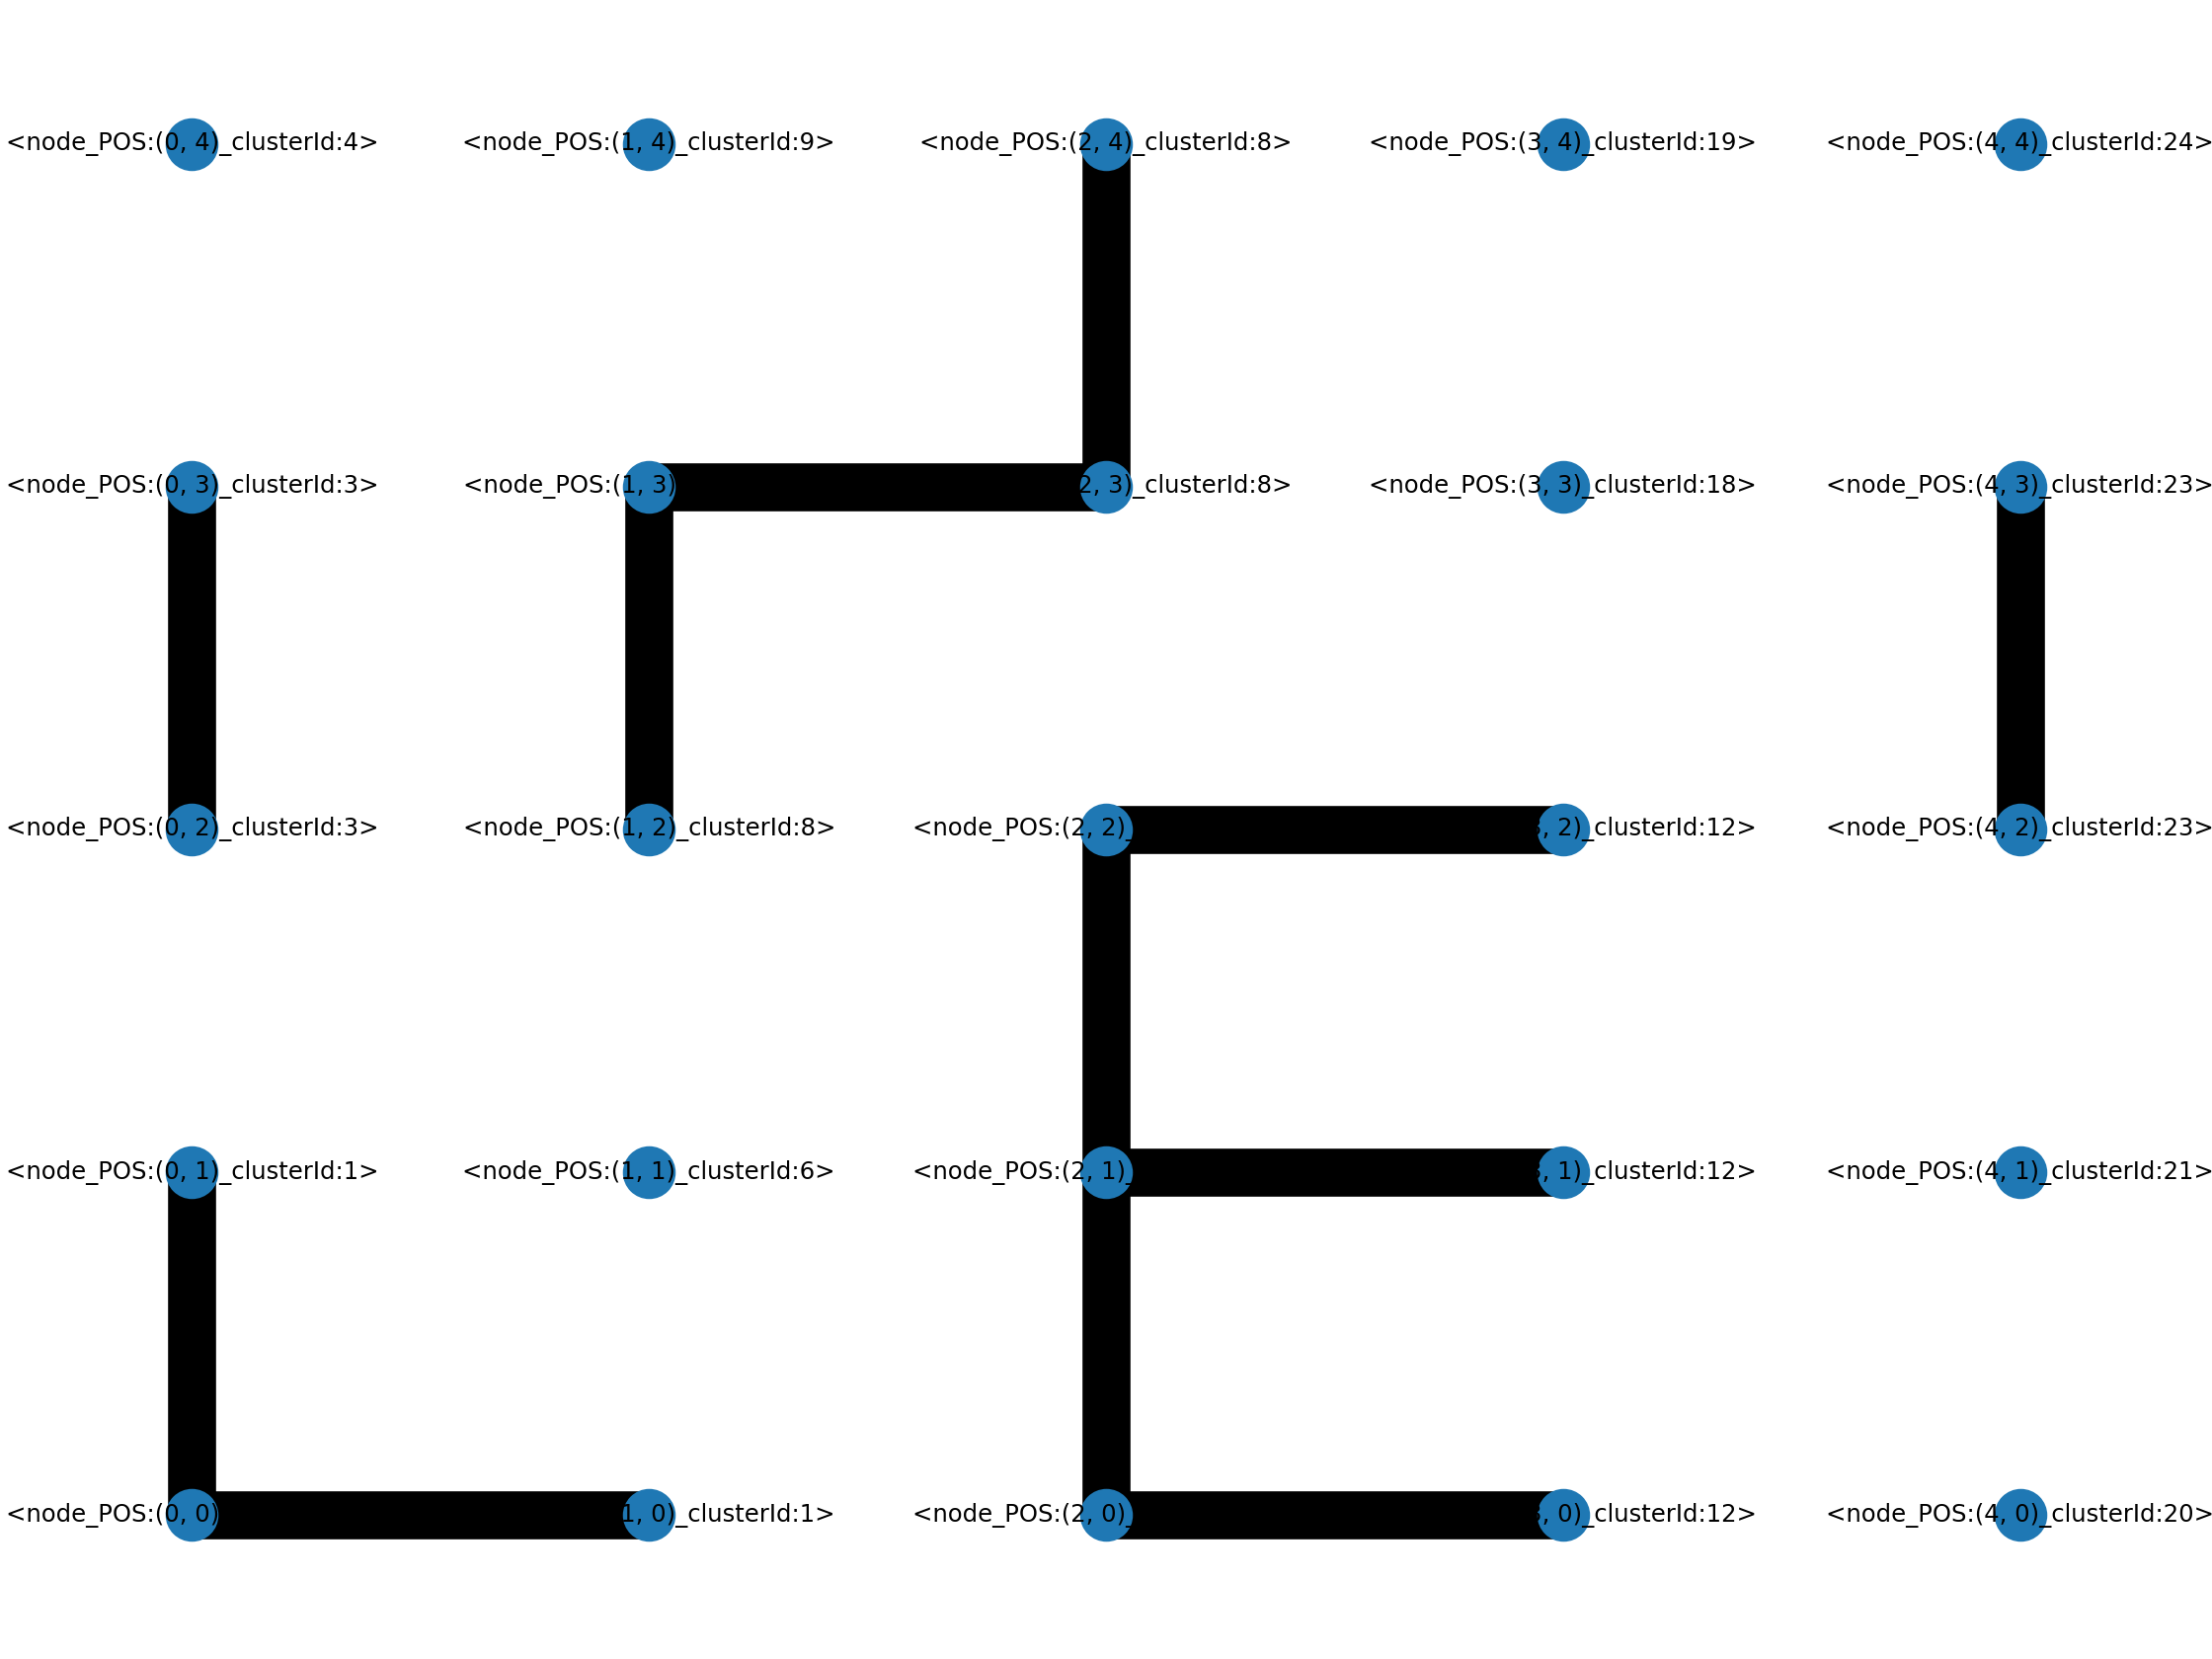 <node_POS:(0, 4)_clusterId:4> <node_POS:(1, 4)_clusterId:9> <node_POS:(2, 4)_clusterId:8> <node_POS:(3, 4)_clusterId:19> <node_POS:(4, 4)_clusterId:24>
<node_POS:(0, 3)_clusterId:3> <node_POS:(1, 3) 2, 3)_clusterId:8> <node_POS:(3, 3)_clusterId:18> <node_POS:(4, 3)_clusterId:23>
<node_POS:(0, 2)_clusterId:3> <node_POS:(1, 2)_clusterId:8> <node_POS:(2, 2)_ , 2)_clusterId:12> <node_POS:(4, 2)_clusterId:23>
<node_POS:(0, 1)_clusterId:1> <node_POS:(1, 1)_clusterId:6> <node_POS:(2, 1)_ , 1)_clusterId:12> <node_POS:(4, 1)_clusterId:21>
<node_POS:(0, 0) 1, 0)_clusterId:1> <node_POS:(2, 0)_ , 0)_clusterId:12> <node_POS:(4, 0)_clusterId:20>